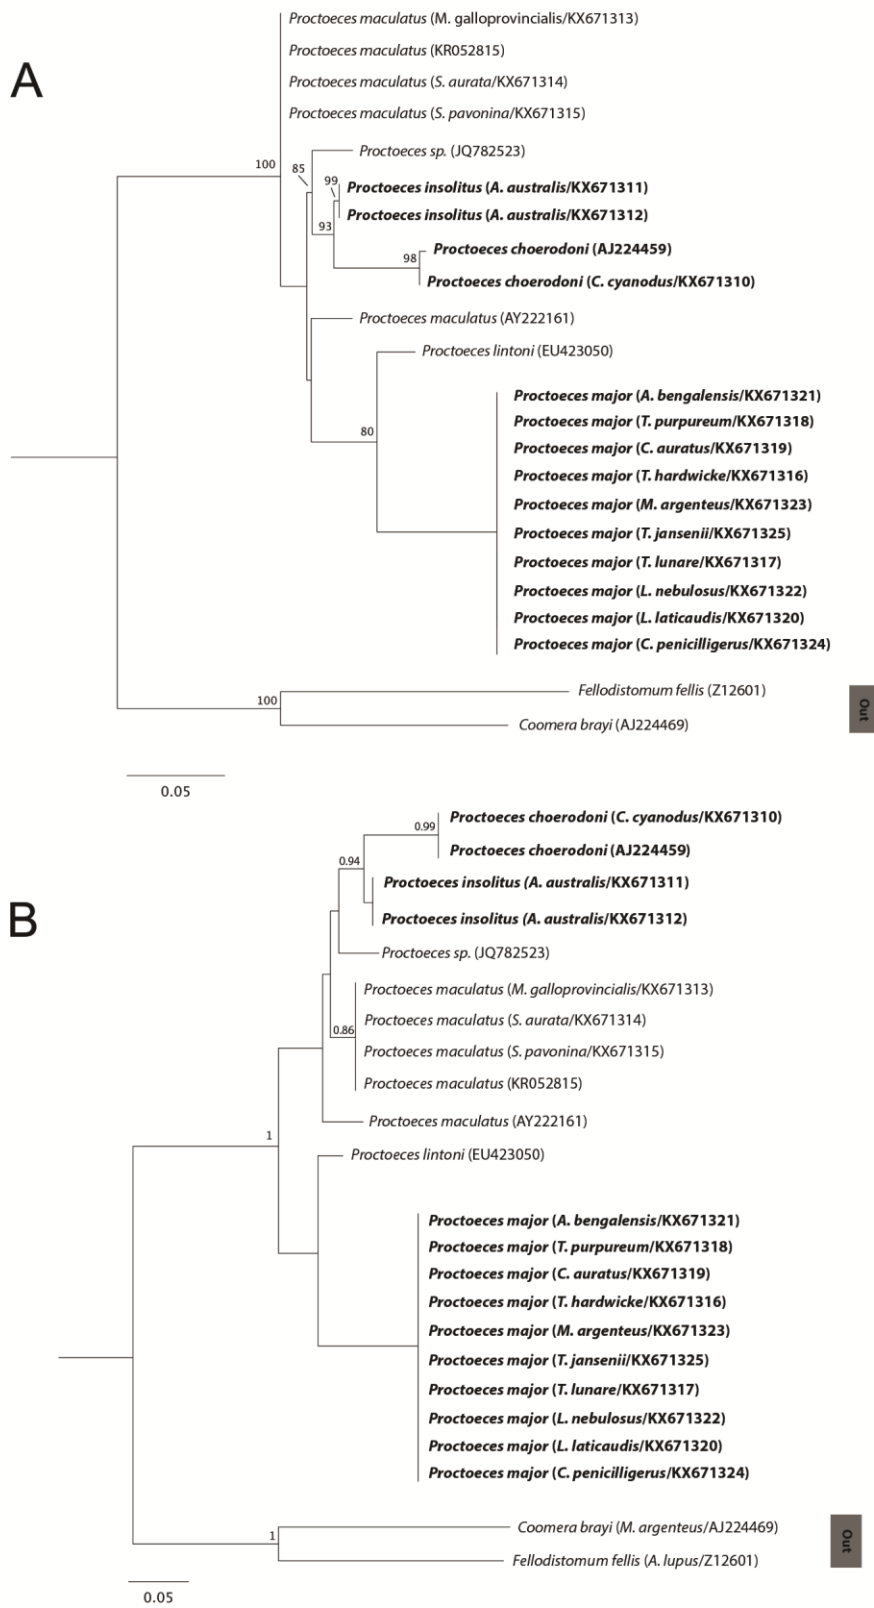 Proctoeces maculatus (M. galloprovincialis/KX671313)
Proctoeces maculatus (KR052815)
A
Proctoeces maculatus (S. aurata/KX671314)
Proctoeces maculatus (S. pavonina/KX671315)
Proctoeces sp. (JQ782523)
100
85
99
Proctoeces insolitus (A. australis/KX671311)
Proctoeces insolitus (A. australis/KX671312)
93
Proctoeces choerodoni (AJ224459)
98
Proctoeces choerodoni (C. cyanodus/KX671310)
Proctoeces maculatus (AY222161)
Proctoeces lintoni (EU423050)
Proctoeces major (A. bengalensis/KX671321)
Proctoeces major (T. purpureum/KX671318)
80
Proctoeces major (C. auratus/KX671319)
Proctoeces major (T. hardwicke/KX671316)
Proctoeces major (M. argenteus/KX671323)
Proctoeces major (T. jansenii/KX671325)
Proctoeces major (T. lunare/KX671317)
Proctoeces major (L. nebulosus/KX671322)
Proctoeces major (L. laticaudis/KX671320)
Proctoeces major (C. penicilligerus/KX671324)
Fellodistomum fellis (Z12601)
100
Out
Coomera brayi (AJ224469)
0.05
Proctoeces choerodoni (C. cyanodus/KX671310)
0.99
Proctoeces choerodoni (AJ224459)
0.94
Proctoeces insolitus (A. australis/KX671311)
B
Proctoeces insolitus (A. australis/KX671312)
Proctoeces sp. (JQ782523)
Proctoeces maculatus (M. galloprovincialis/KX671313)
Proctoeces maculatus (S. aurata/KX671314)
0.86
Proctoeces maculatus (S. pavonina/KX671315)
Proctoeces maculatus (KR052815)
Proctoeces maculatus (AY222161)
1
Proctoeces lintoni (EU423050)
Proctoeces major (A. bengalensis/KX671321)
Proctoeces major (T. purpureum/KX671318)
Proctoeces major (C. auratus/KX671319)
Proctoeces major (T. hardwicke/KX671316)
Proctoeces major (M. argenteus/KX671323)
Proctoeces major (T. jansenii/KX671325)
Proctoeces major (T. lunare/KX671317)
Proctoeces major (L. nebulosus/KX671322)
Proctoeces major (L. laticaudis/KX671320)
Proctoeces major (C. penicilligerus/KX671324)
Coomera brayi (M. argenteus/AJ224469)
1
Out
Fellodistomum fellis (A. lupus/Z12601)
0.05